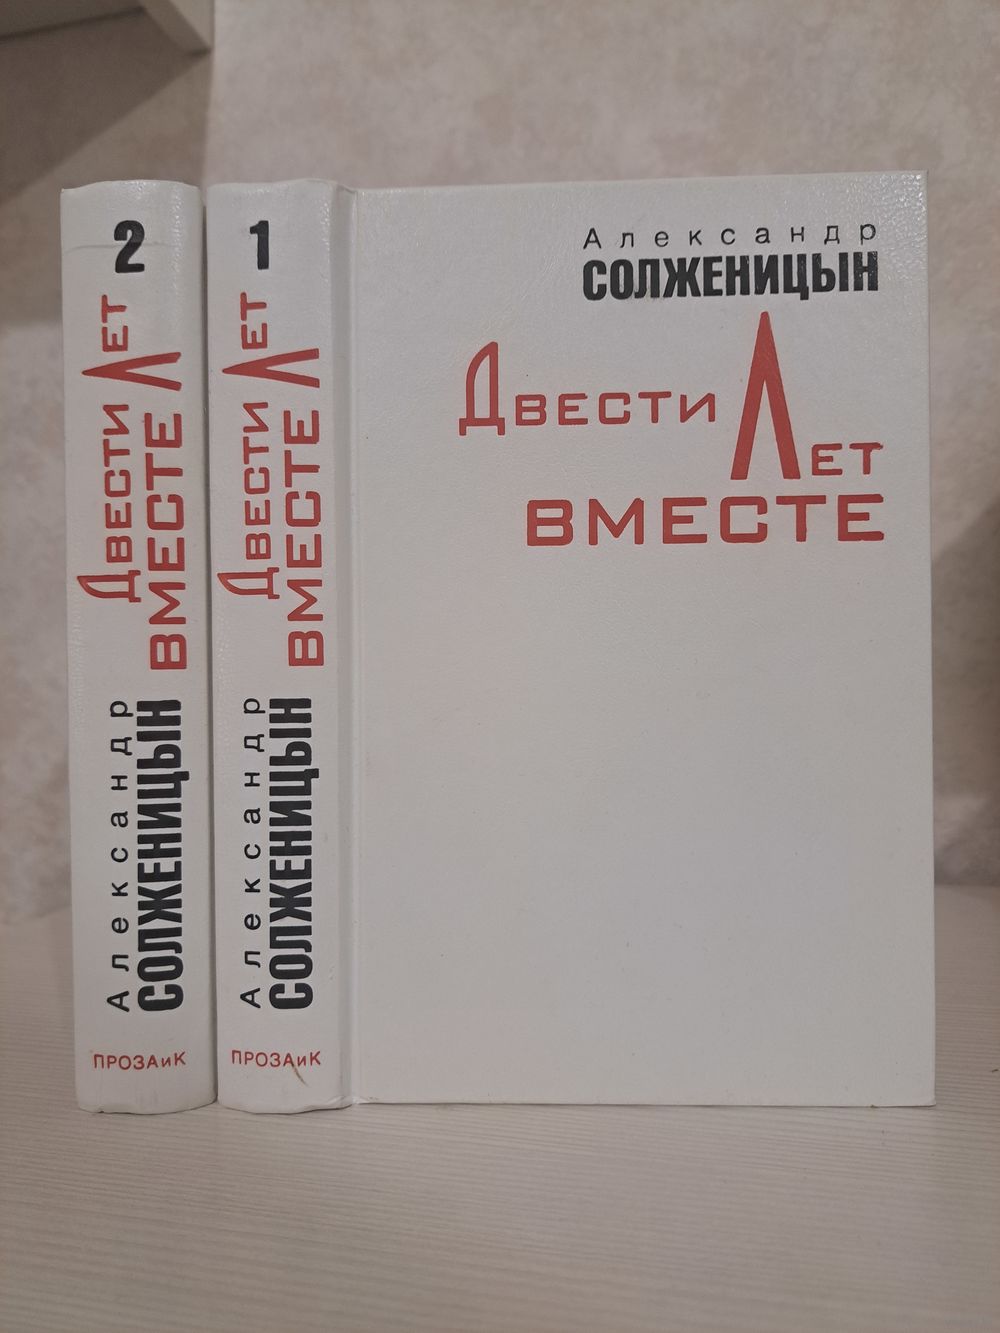 2
Двести Лет
вместе
Александр
СОЛЖЕНИЦЫН
ПРОЗАиК
1
Двести Лет
вместе
Александр
СОЛЖЕНИЦЫН
ПРОЗАиК
Александр
СОЛЖЕНИЦЫН
Двести Лет
вместе